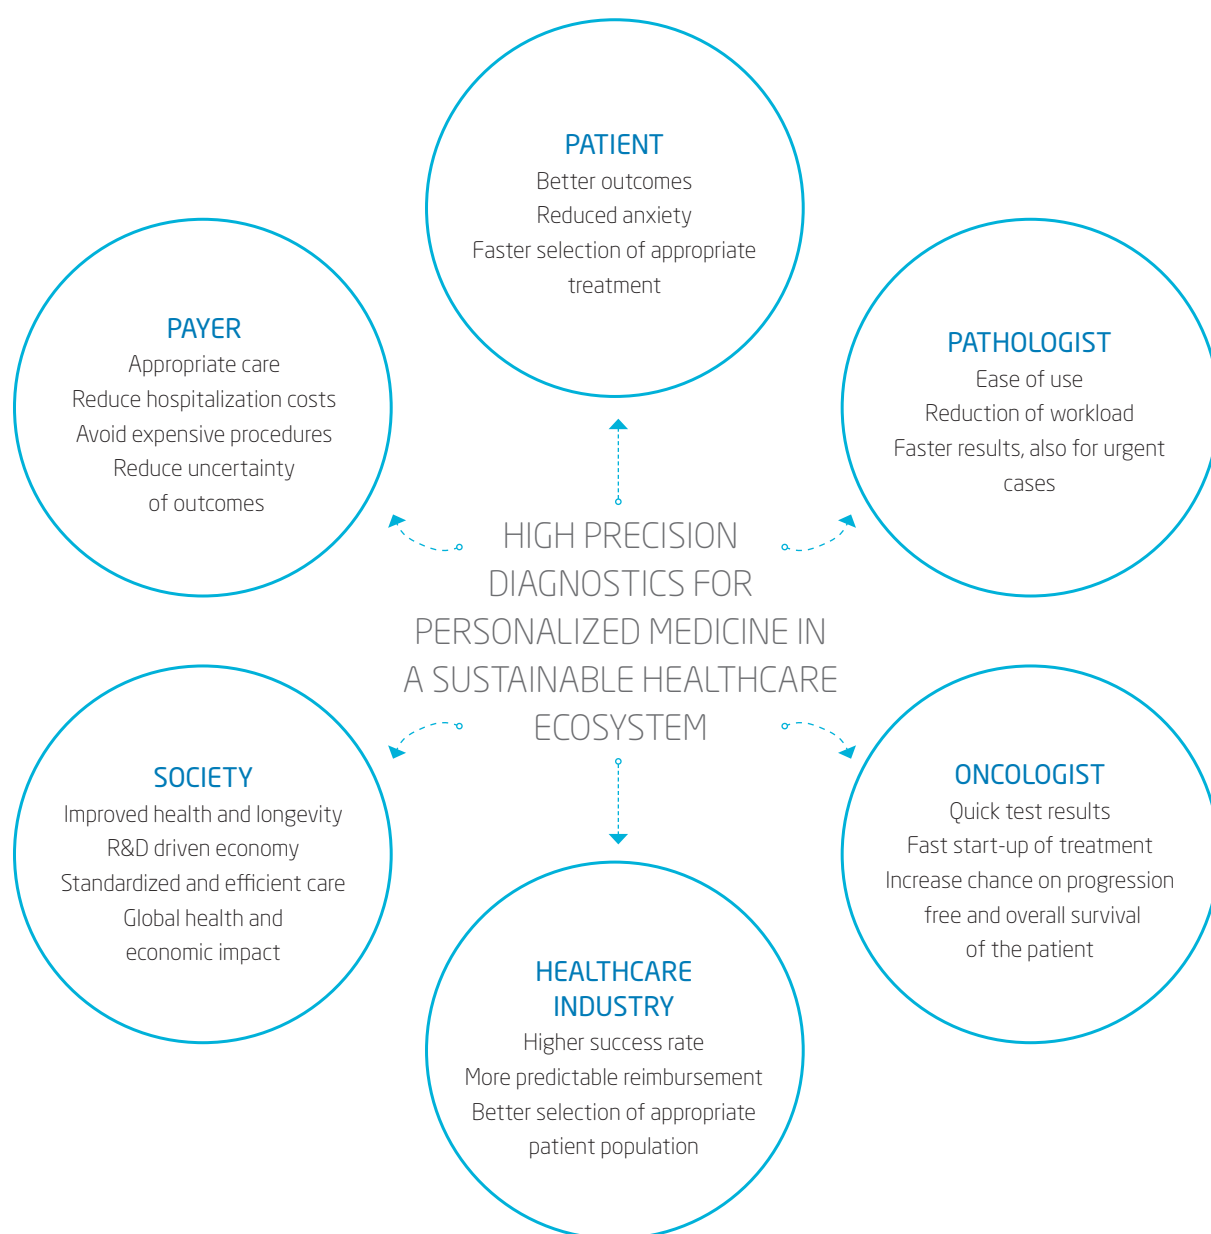 PATIENT
Better outcomes
Reduced anxiety
Faster selection of appropriate
treatment
PAYER
Appropriate care
Reduce hospitalization costs
Avoid expensive procedures
Reduce uncertainty
of outcomes
PATHOLOGIST
Ease of use
Reduction of workload
Faster results, also for urgent
cases
HIGH PRECISION
DIAGNOSTICS FOR
PERSONALIZED MEDICINE IN
A SUSTAINABLE HEALTHCARE
ECOSYSTEM
SOCIETY
Improved health and longevity
R&D driven economy
Standardized and efficient care
Global health and
economic impact
ONCOLOGIST
Quick test results
Fast start-up of treatment
Increase chance on progression
free and overall survival
of the patient
HEALTHCARE
INDUSTRY
Higher success rate
More predictable reimbursement
Better selection of appropriate
patient population